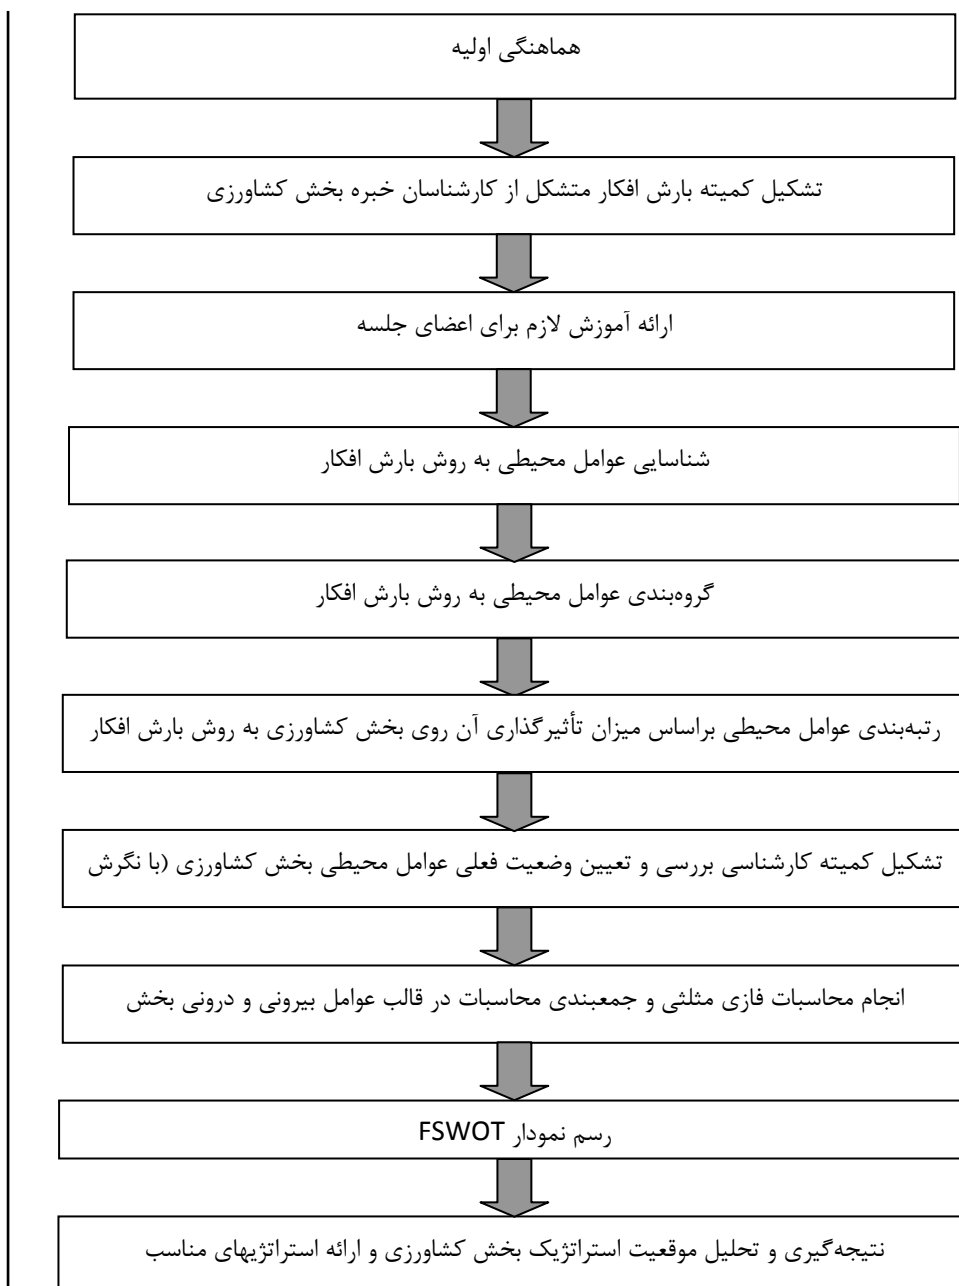 هماهنگی اولیه
تشکیل کمیته بارش افکار متشکل از کارشناسان خبره بخش کشاورزی
ارائه آموزش لازم برای اعضای جلسه
شناسایی عوامل محیطی به روش بارش افکار
گروه‌بندی عوامل محیطی به روش بارش افکار
رتبه‌بندی عوامل محیطی براساس میزان تأثیرگذاری آن روی بخش کشاورزی به روش بارش افکار
تشکیل کمیته کارشناسی بررسی و تعیین وضعیت فعلی عوامل محیطی بخش کشاورزی (با نگرش
انجام محاسبات فازی مثلثی و جمعبندی محاسبات در قالب عوامل بیرونی و درونی بخش
رسم نمودار FSWOT
نتیجه‌گیری و تحلیل موقعیت استراتژیک بخش کشاورزی و ارائه استراتژیهای مناسب